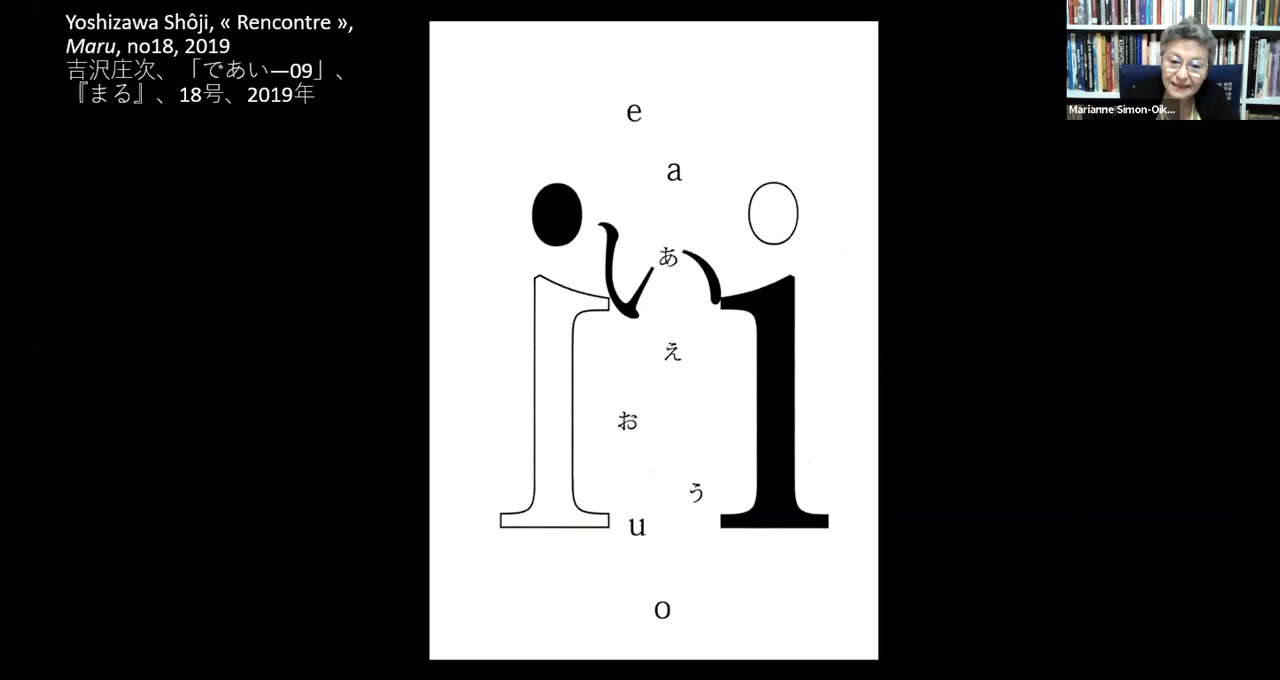 Yoshizawa Shôji, « Rencontre »,
Maru, no18, 2019
吉沢庄次、「であい—09」、
『まる』、18号、2019年
Marianne Simon-Oik...
e
a
i い i
あ
え
お
う
u
o